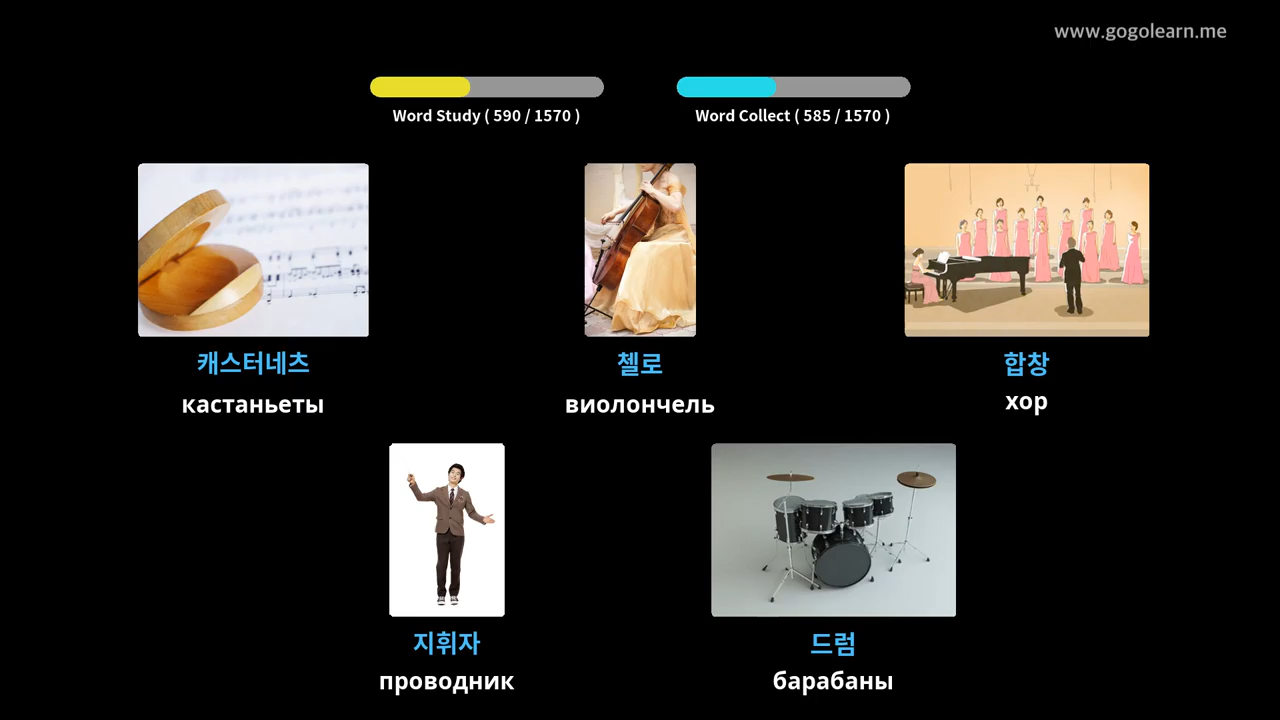 www.gogolearn.me
Word Study ( 590 / 1570 )
Word Collect ( 585 / 1570 )
캐스터네츠
첼로
합창
кастаньеты
виолончель
хор
지휘자
드럼
проводник
барабаны